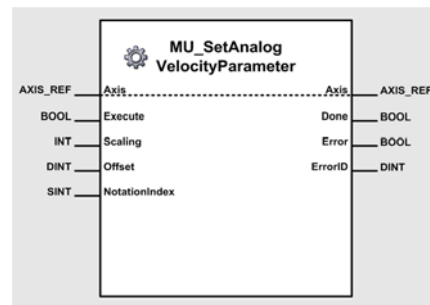 MU_SetAnalog
VelocityParameter
AXIS_REF Axis Axis AXIS_REF
BOOL Execute Done BOOL
INT Scaling Error BOOL
DINT Offset ErrorID DINT
SINT NotationIndex